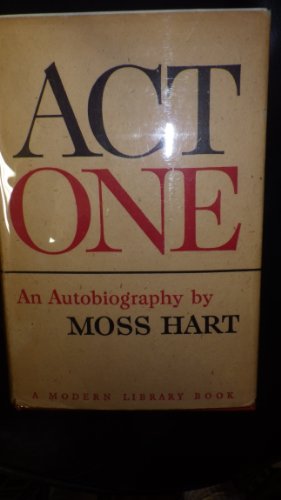 ACT
ONE
An Autobiography by
MOSS HART
A MODERN LIBRARY BOOK